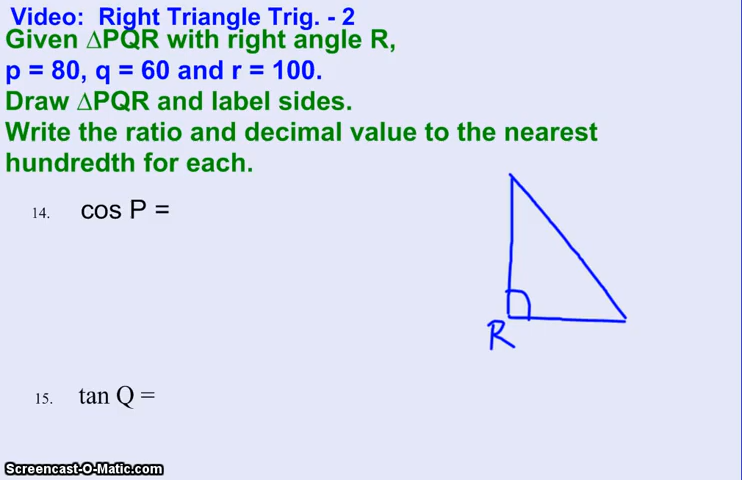 Video:  Right Triangle Trig. - 2
Given ∆PQR with right angle R,
p = 80, q = 60 and r = 100.
Draw ∆PQR and label sides.
Write the ratio and decimal value to the nearest
hundredth for each.
14. cos P =
R
15. tan Q =
Screencast-O-Matic.com